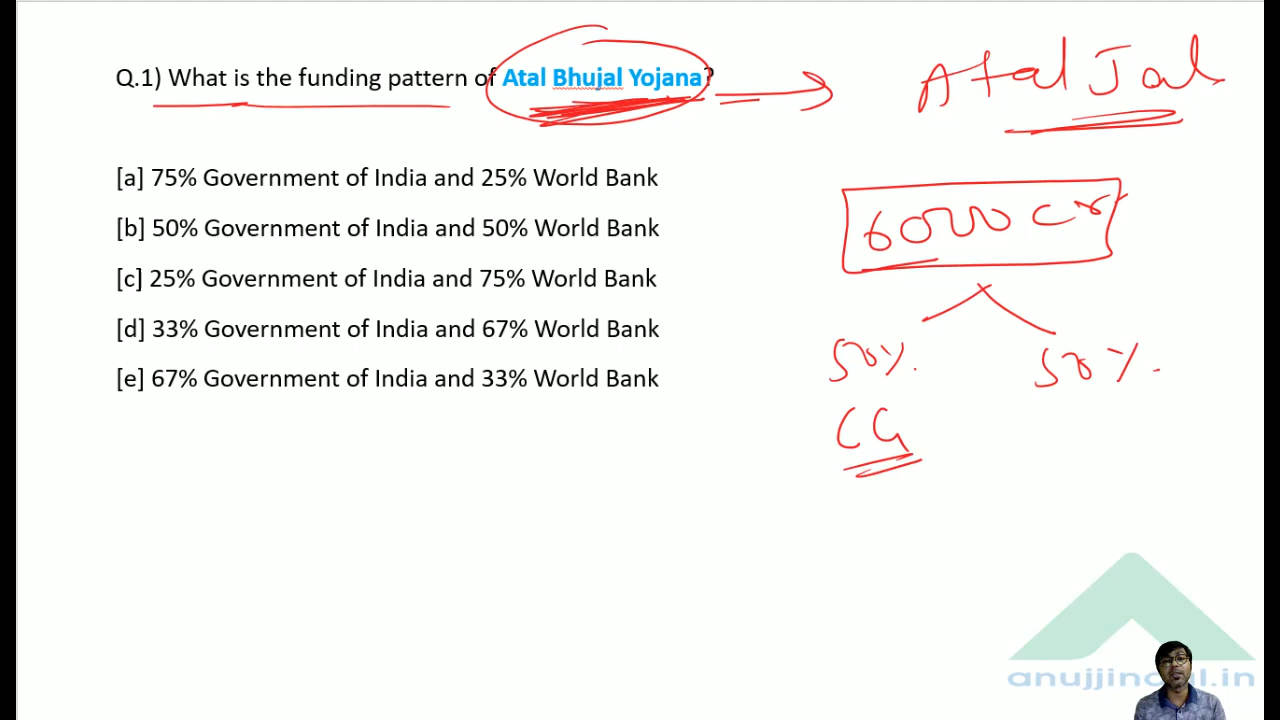 Q.1) What is the funding pattern of Atal Bhujal Yojana?
Atal Jal
[a] 75% Government of India and 25% World Bank
[b] 50% Government of India and 50% World Bank
6000 Cr
[c] 25% Government of India and 75% World Bank
[d] 33% Government of India and 67% World Bank
50% 50%
[e] 67% Government of India and 33% World Bank
CG
anujjindal.in